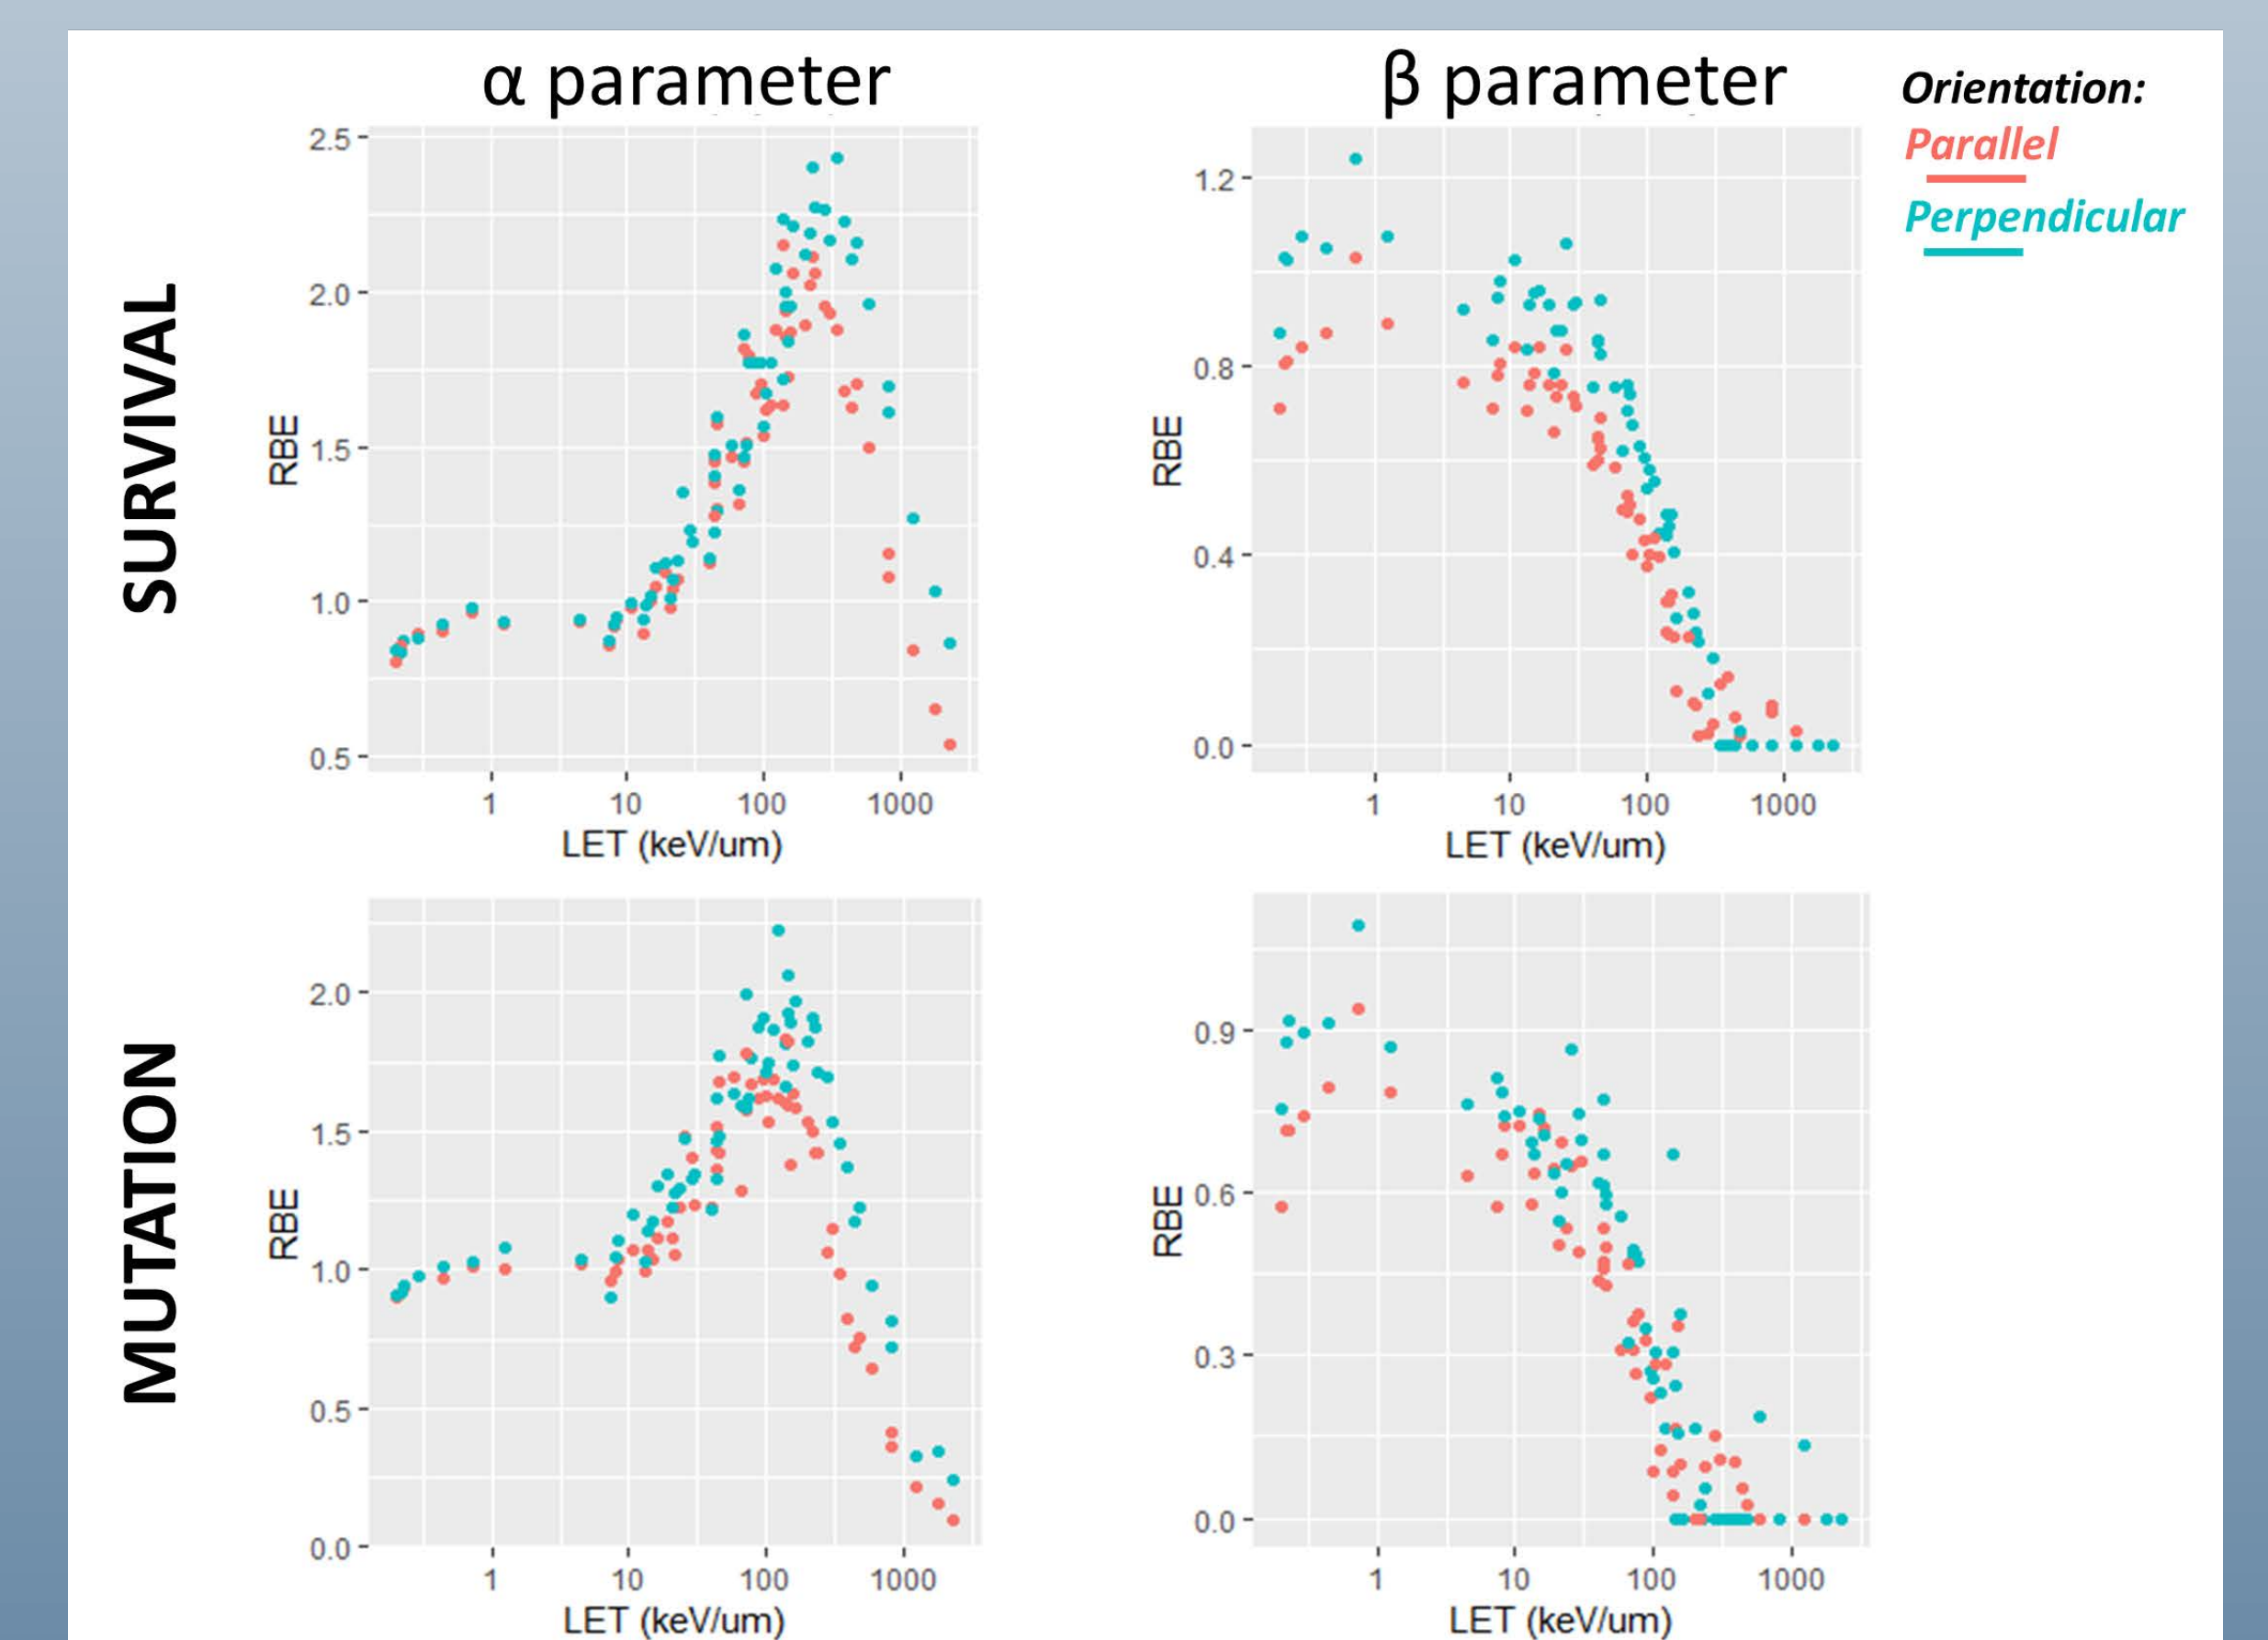 α parameter
β parameter
Orientation:
Parallel
Perpendicular
SURVIVAL
RBE
2.5
2.0
1.5
1.0
0.5
1 10 100 1000
LET (keV/um)
RBE
1.2
0.8
0.4
0.0
1 10 100 1000
LET (keV/um)
MUTATION
RBE
2.0
1.5
1.0
0.5
0.0
1 10 100 1000
LET (keV/um)
RBE
0.9
0.6
0.3
0.0
1 10 100 1000
LET (keV/um)